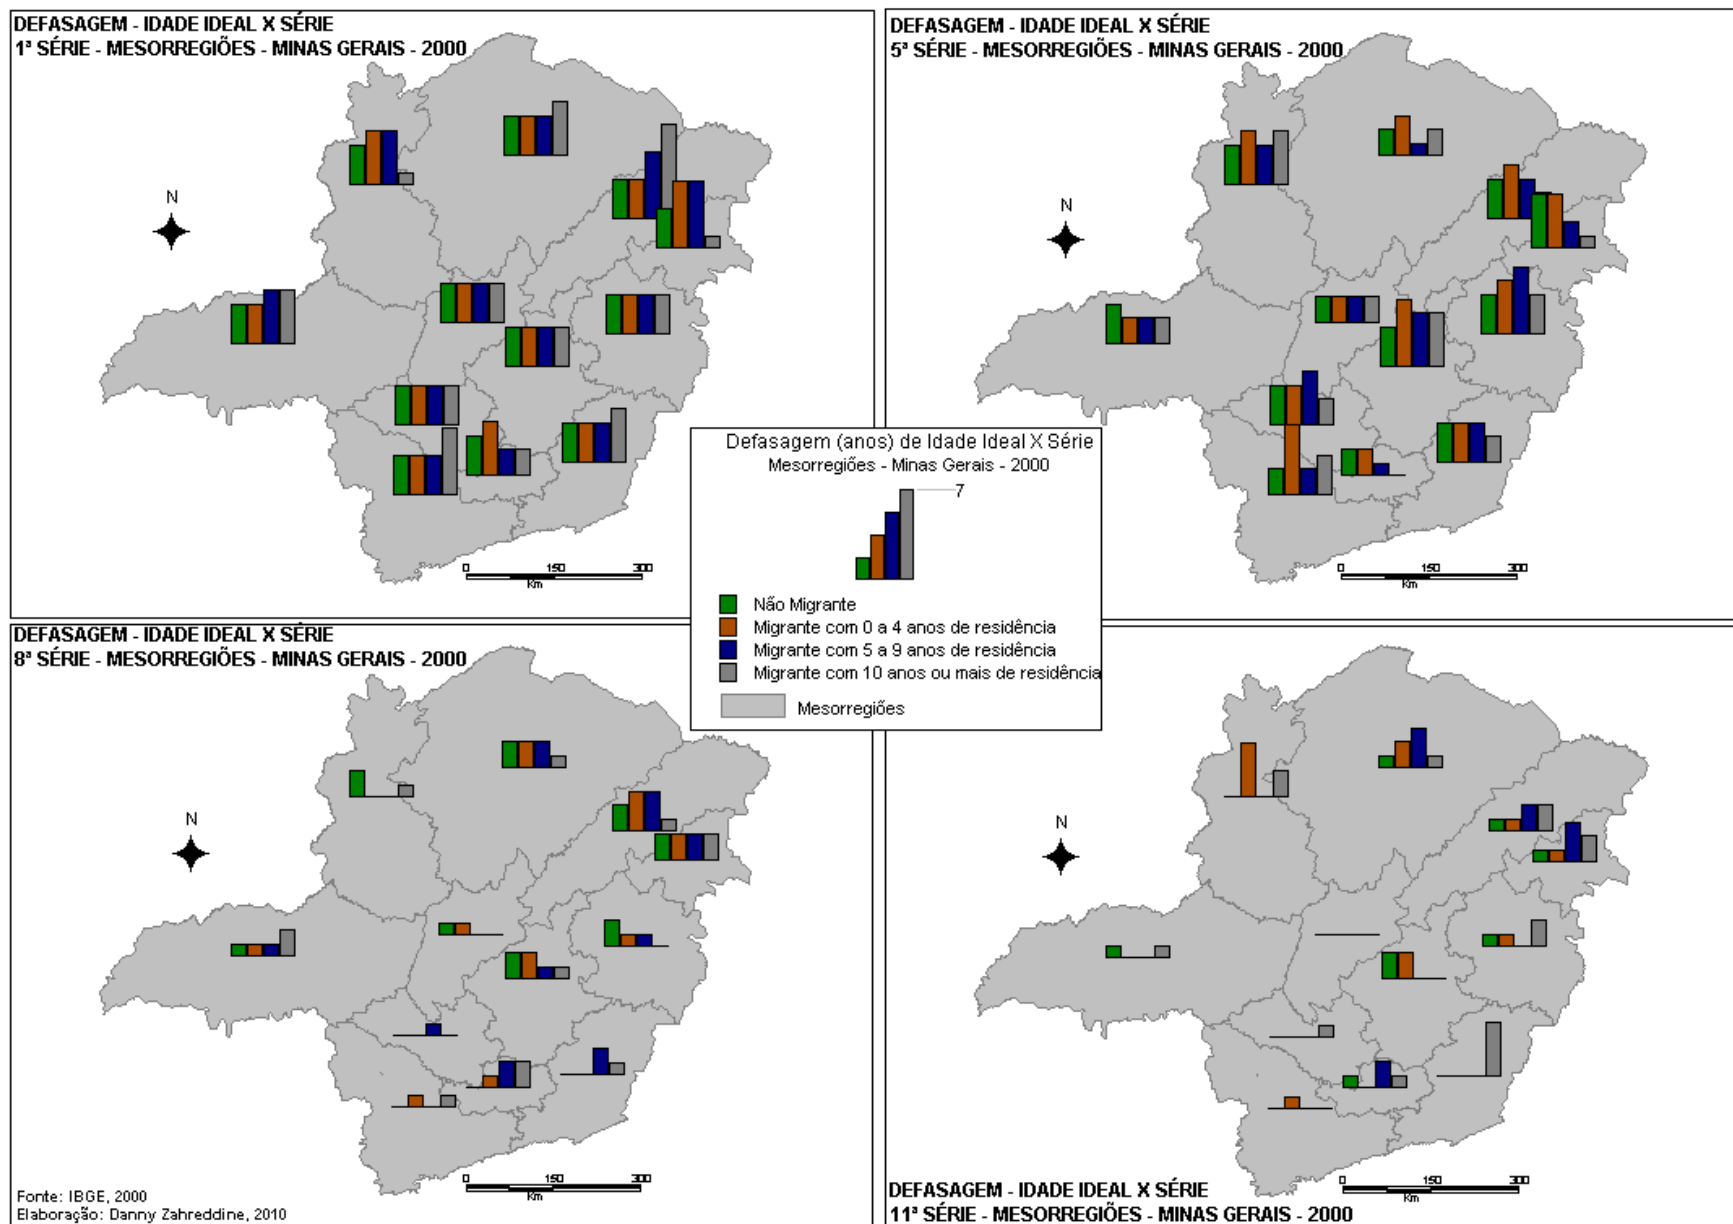 DEFASAGEM - IDADE IDEAL X SÉRIE
1ª SÉRIE - MESORREGIÕES - MINAS GERAIS - 2000
N
0 150 300
Km
DEFASAGEM - IDADE IDEAL X SÉRIE
5ª SÉRIE - MESORREGIÕES - MINAS GERAIS - 2000
N
0 150 300
Km
Defasagem (anos) de Idade Ideal X Série
Mesorregiões - Minas Gerais - 2000
7
Não Migrante
Migrante com 0 a 4 anos de residência
Migrante com 5 a 9 anos de residência
Migrante com 10 anos ou mais de residência
Mesorregiões
DEFASAGEM - IDADE IDEAL X SÉRIE
8ª SÉRIE - MESORREGIÕES - MINAS GERAIS - 2000
N
0 150 300
Km
Fonte: IBGE, 2000
Elaboração: Danny Zahreddine, 2010
N
0 150 300
Km
DEFASAGEM - IDADE IDEAL X SÉRIE
11ª SÉRIE - MESORREGIÕES - MINAS GERAIS - 2000